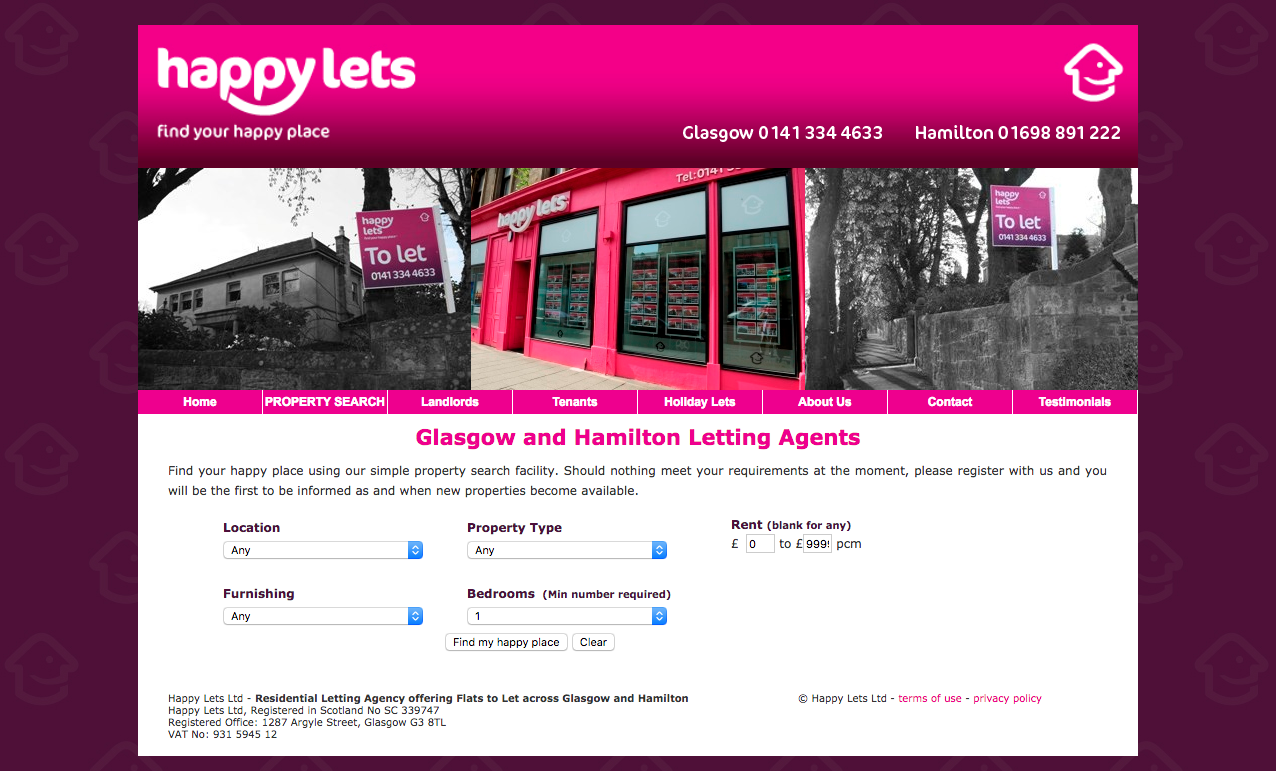 happy lets
find your happy place
Glasgow 0141 334 4633 Hamilton 01698 891 222
happy
lets
To let
0141 334 4633
Tel:0141
happy lets
happy
lets
To let
0141 334 4633
Home PROPERTY SEARCH Landlords Tenants Holiday Lets About Us Contact Testimonials
Glasgow and Hamilton Letting Agents
Find your happy place using our simple property search facility. Should nothing meet your requirements at the moment, please register with us and you
will be the first to be informed as and when new properties become available.
Location Property Type Rent (blank for any)
Any Any £ 0 to £ 999 pcm
Furnishing Bedrooms (Min number required)
Any 1
Find my happy place Clear
Happy Lets Ltd - Residential Letting Agency offering Flats to Let across Glasgow and Hamilton © Happy Lets Ltd - terms of use - privacy policy
Happy Lets Ltd, Registered in Scotland No SC 339747
Registered Office: 1287 Argyle Street, Glasgow G3 8TL
VAT No: 931 5945 12